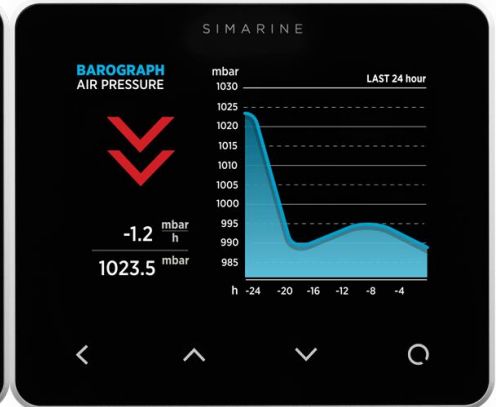 SIMARINE
BAROGRAPH
AIR PRESSURE
mbar
LAST 24 hour
1030
1025
1020
1015
1010
1005
1000
995
990
985
-1.2 mbar/h
1023.5 mbar
h -24 -20 -16 -12 -8 -4